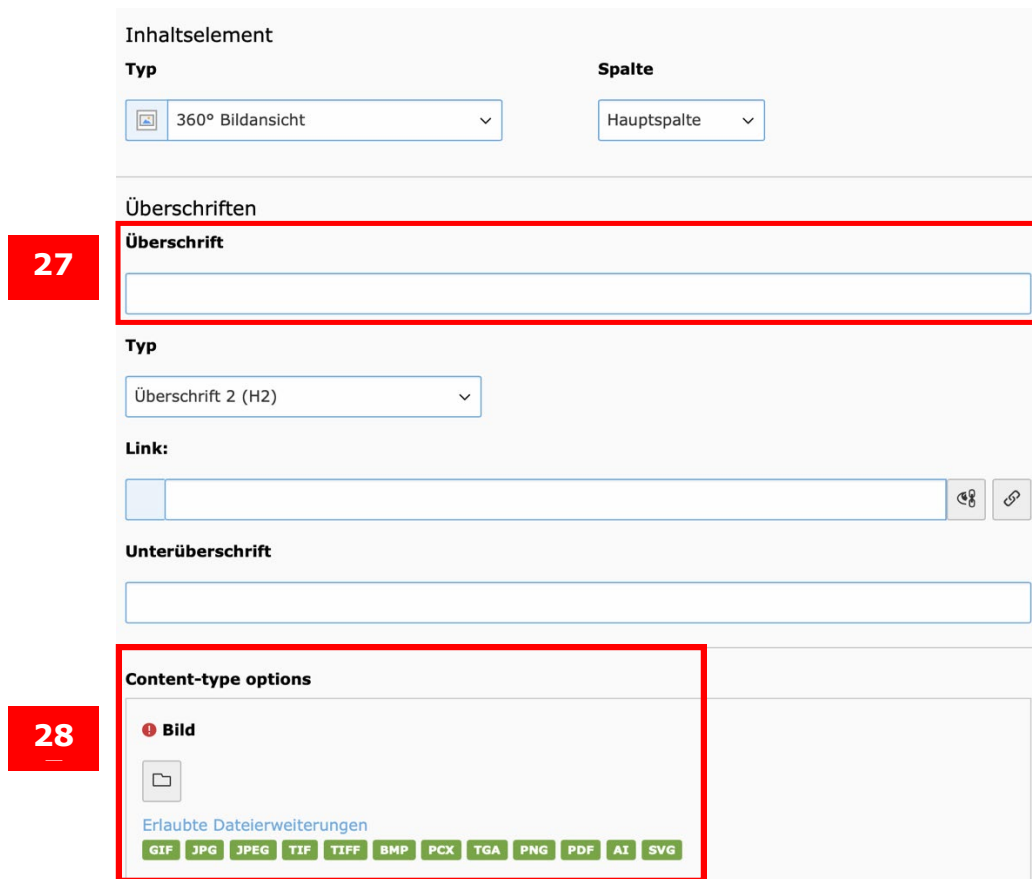 Inhaltselement
Typ Spalte
360° Bildansicht Hauptspalte
Überschriften
27
Überschrift
Typ
Überschrift 2 (H2)
Link:
Unterüberschrift
Content-type options
28
Bild
Erlaubte Dateierweiterungen
GIF JPG JPEG TIF TIFF BMP PCX TGA PNG PDF AI SVG